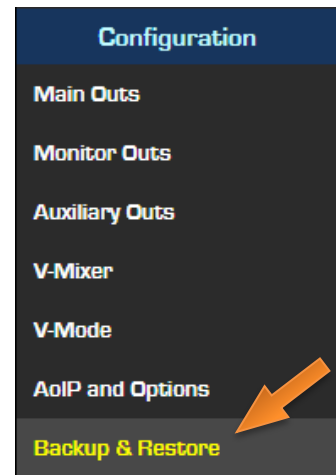 Configuration
Main Outs
Monitor Outs
Auxiliary Outs
V-Mixer
V-Mode
AoIP and Options
Backup & Restore